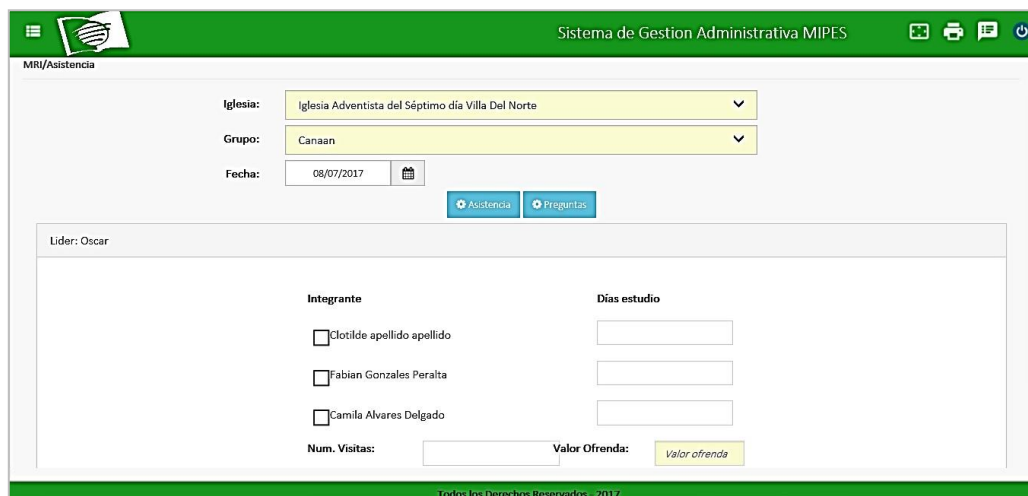 Sistema de Gestion Administrativa MIPES
MRI/Asistencia
Iglesia: Iglesia Adventista del Séptimo día Villa Del Norte
Grupo: Canaan
Fecha: 08/07/2017
Asistencia Preguntas
Lider: Oscar
Integrante Días estudio
Clotilde apellido apellido
Fabian Gonzales Peralta
Camila Alvares Delgado
Num. Visitas: Valor Ofrenda: Valor ofrenda
Todos los Derechos Reservados - 2017